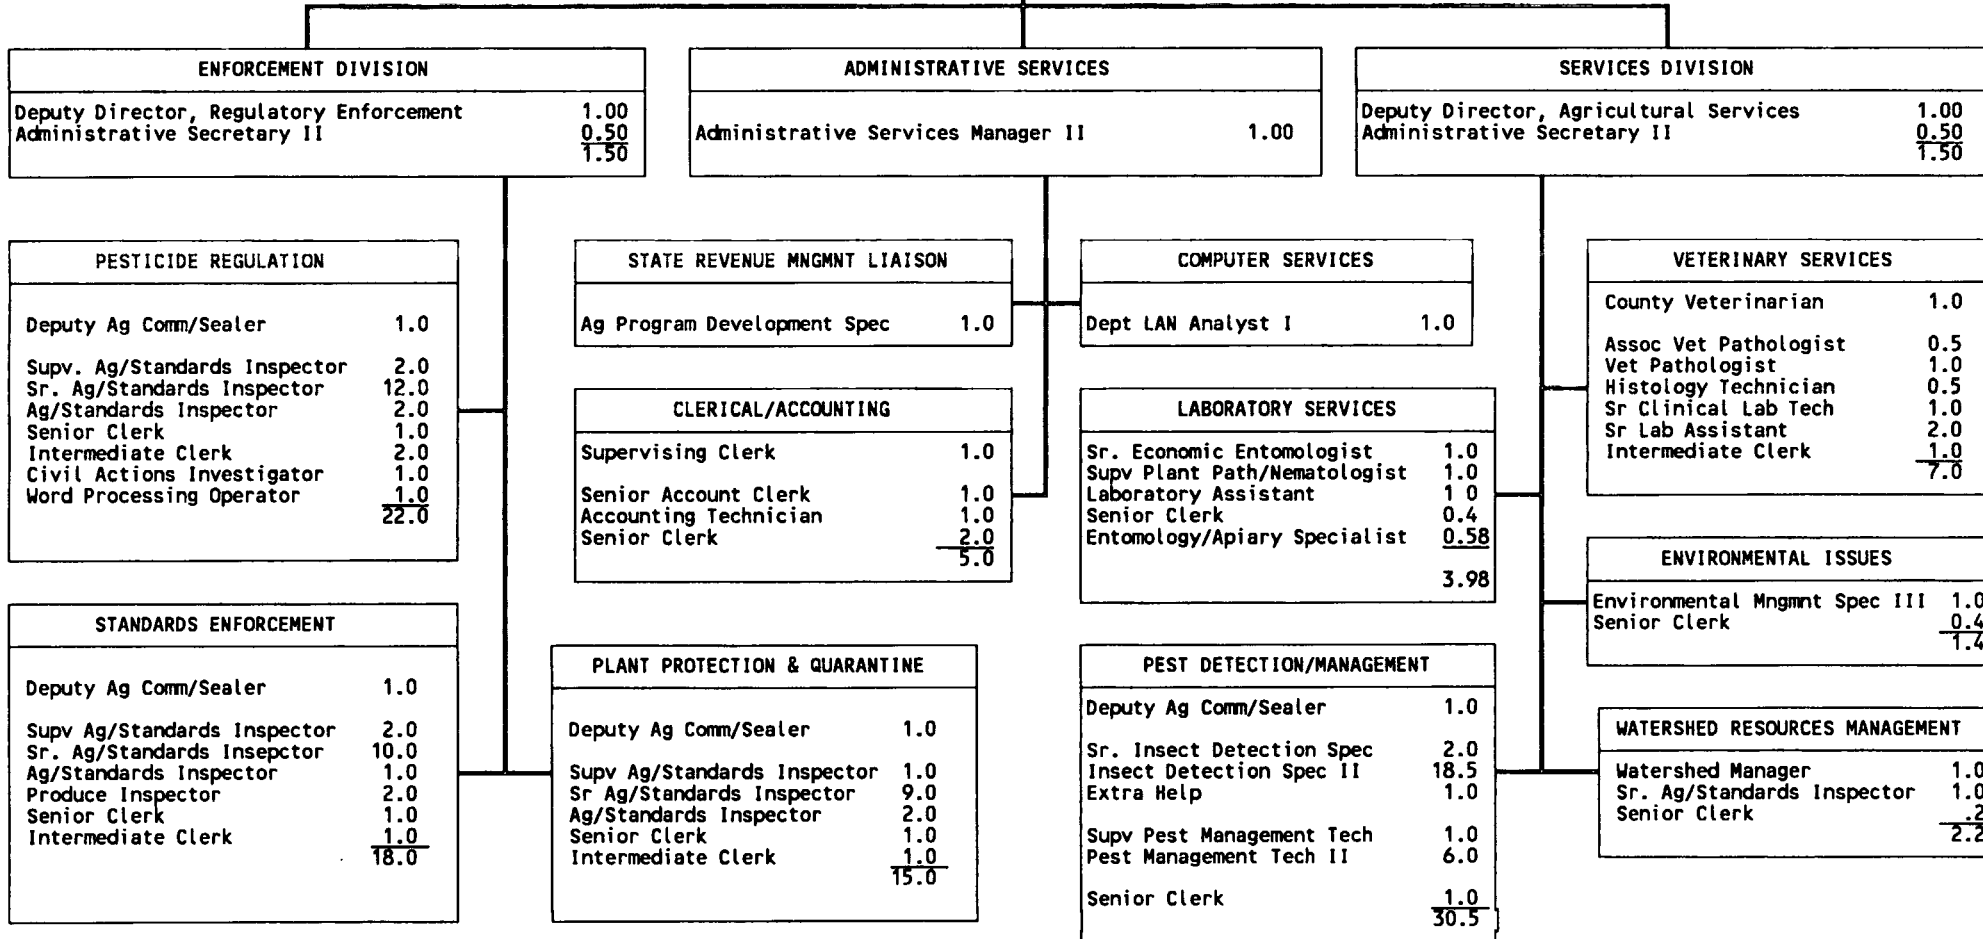 ENFORCEMENT DIVISION
Deputy Director, Regulatory Enforcement 1.00
Administrative Secretary II 0.50
1.50
ADMINISTRATIVE SERVICES
Administrative Services Manager II 1.00
SERVICES DIVISION
Deputy Director, Agricultural Services 1.00
Administrative Secretary II 0.50
1.50
PESTICIDE REGULATION
Deputy Ag Comm/Sealer 1.0
Supv. Ag/Standards Inspector 2.0
Sr. Ag/Standards Inspector 12.0
Ag/Standards Inspector 2.0
Senior Clerk 1.0
Intermediate Clerk 2.0
Civil Actions Investigator 1.0
Word Processing Operator 1.0
22.0
STATE REVENUE MNGMNT LIAISON
Ag Program Development Spec 1.0
COMPUTER SERVICES
Dept LAN Analyst I 1.0
VETERINARY SERVICES
County Veterinarian 1.0
Assoc Vet Pathologist 0.5
Vet Pathologist 1.0
Histology Technician 0.5
Sr Clinical Lab Tech 1.0
Sr Lab Assistant 2.0
Intermediate Clerk 1.0
7.0
CLERICAL/ACCOUNTING
Supervising Clerk 1.0
Senior Account Clerk 1.0
Accounting Technician 1.0
Senior Clerk 2.0
5.0
LABORATORY SERVICES
Sr. Economic Entomologist 1.0
Supv Plant Path/Nematologist 1.0
Laboratory Assistant 1 0
Senior Clerk 0.4
Entomology/Apiary Specialist 0.58
3.98
ENVIRONMENTAL ISSUES
Environmental Mngmnt Spec III 1.0
Senior Clerk 0.4
1.4
STANDARDS ENFORCEMENT
Deputy Ag Comm/Sealer 1.0
Supv Ag/Standards Inspector 2.0
Sr. Ag/Standards Insepctor 10.0
Ag/Standards Inspector 1.0
Produce Inspector 2.0
Senior Clerk 1.0
Intermediate Clerk 1.0
18.0
PLANT PROTECTION & QUARANTINE
Deputy Ag Comm/Sealer 1.0
Supv Ag/Standards Inspector 1.0
Sr Ag/Standards Inspector 9.0
Ag/Standards Inspector 2.0
Senior Clerk 1.0
Intermediate Clerk 1.0
15.0
PEST DETECTION/MANAGEMENT
Deputy Ag Comm/Sealer 1.0
Sr. Insect Detection Spec 2.0
Insect Detection Spec II 18.5
Extra Help 1.0
Supv Pest Management Tech 1.0
Pest Management Tech II 6.0
Senior Clerk 1.0
30.5
WATERSHED RESOURCES MANAGEMENT
Watershed Manager 1.0
Sr. Ag/Standards Inspector 1.0
Senior Clerk .2
2.2